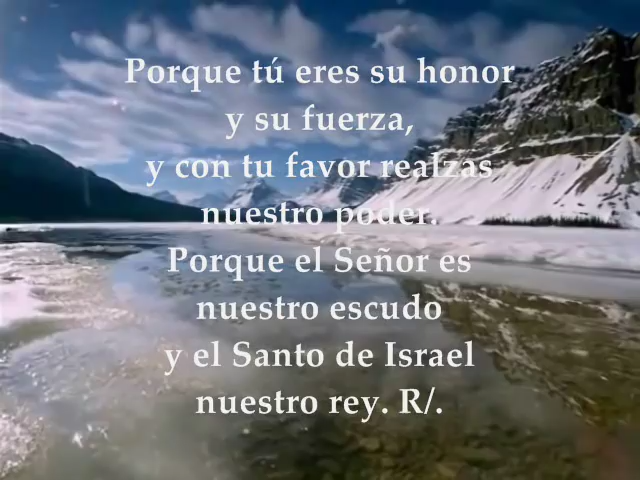 Porque tú eres su honor
y su fuerza,
y con tu favor realzas
nuestro poder.
Porque el Señor es
nuestro escudo
y el Santo de Israel
nuestro rey. R/.